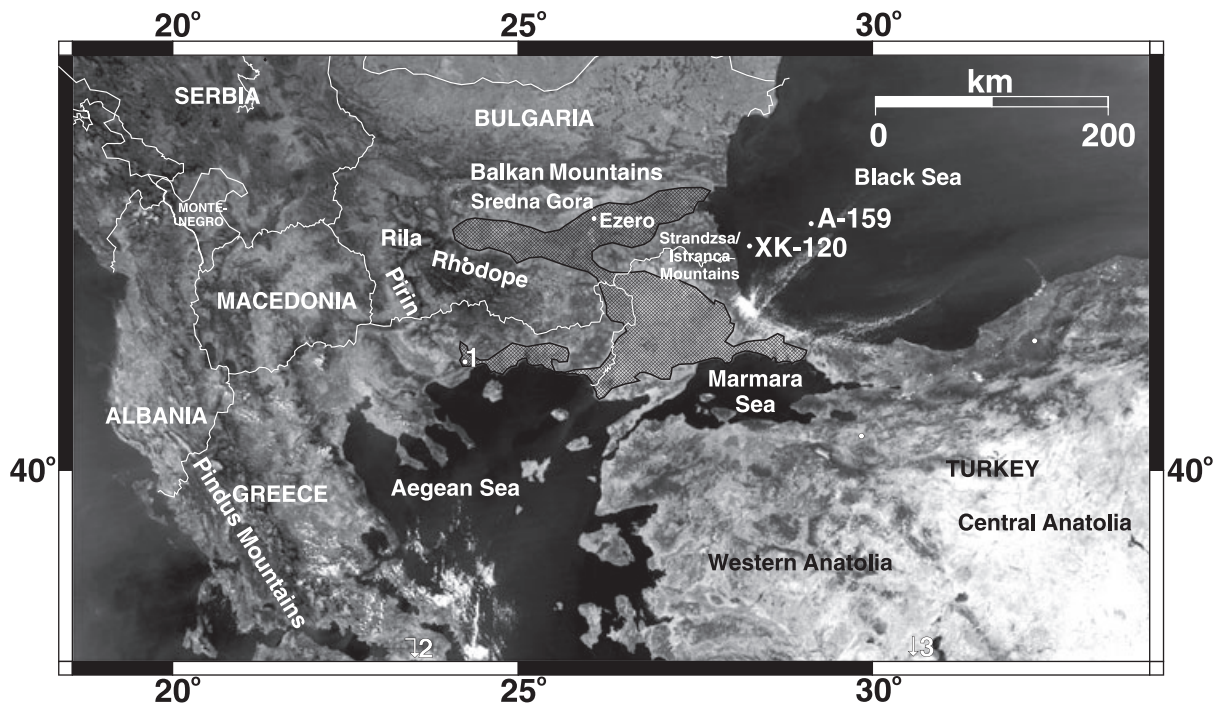 20° 25° 30°
km
0 200
SERBIA
BULGARIA
Balkan Mountains
Sredna Gora
Ezero
Black Sea
A-159
XK-120
MONTE-
NEGRO
Strandzsa/
Istranca
Mountains
Rila
Rhodope
Pirin
MACEDONIA
1
Marmara
Sea
ALBANIA
40° 40°
Pindus Mountains
GREECE
Aegean Sea
TURKEY
Central Anatolia
Western Anatolia
2
3
20° 25° 30°